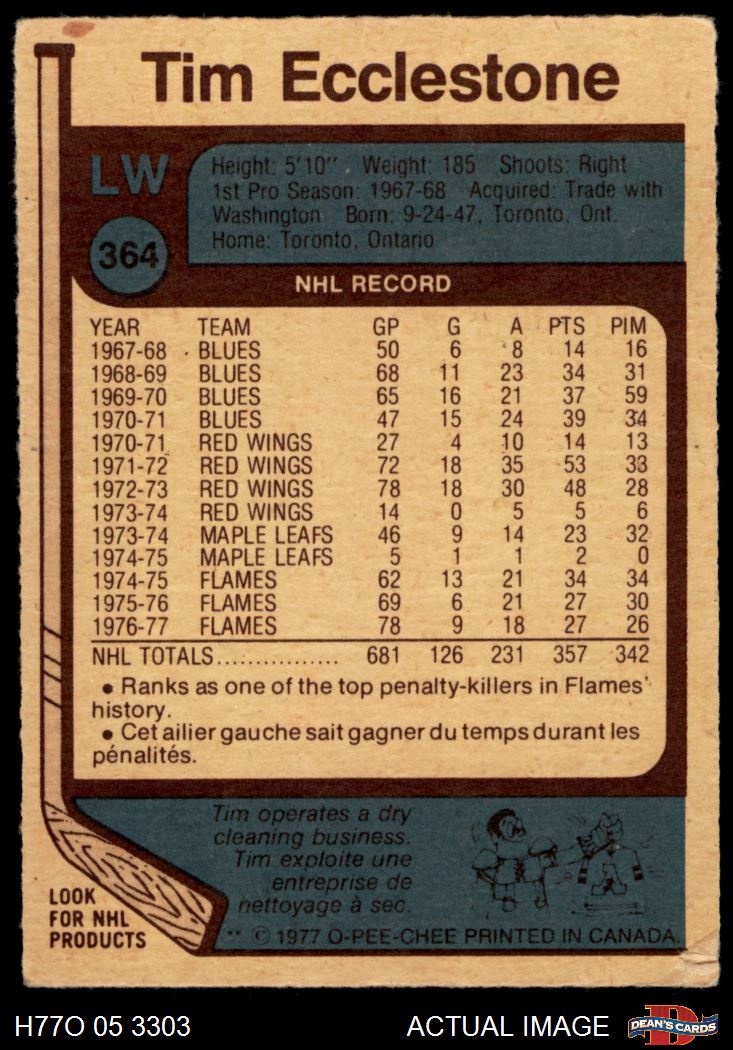 Tim Ecclestone
LW
Height: 5'10" Weight: 185 Shoots: Right
1st Pro Season: 1967-68 Acquired: Trade with
Washington Born: 9-24-47, Toronto, Ont.
Home: Toronto, Ontario
364
NHL RECORD
YEAR TEAM GP G A PTS PIM
1967-68 BLUES 50 6 8 14 16
1968-69 BLUES 68 11 23 34 31
1969-70 BLUES 65 16 21 37 59
1970-71 BLUES 47 15 24 39 34
1970-71 RED WINGS 27 4 10 14 13
1971-72 RED WINGS 72 18 35 53 33
1972-73 RED WINGS 78 18 30 48 28
1973-74 RED WINGS 14 0 5 5 6
1973-74 MAPLE LEAFS 46 9 14 23 32
1974-75 MAPLE LEAFS 5 1 1 2 0
1974-75 FLAMES 62 13 21 34 34
1975-76 FLAMES 69 6 21 27 30
1976-77 FLAMES 78 9 18 27 26
NHL TOTALS................ 681 126 231 357 342
• Ranks as one of the top penalty-killers in Flames'
history.
• Cet ailier gauche sait gagner du temps durant les
pénalités.
Tim operates a dry
cleaning business.
Tim exploite une
entreprise de
nettoyage à sec.
LOOK
FOR NHL
PRODUCTS
** © 1977 O-PEE-CHEE PRINTED IN CANADA
H77O 05 3303 ACTUAL IMAGE DEAN'S CARDS